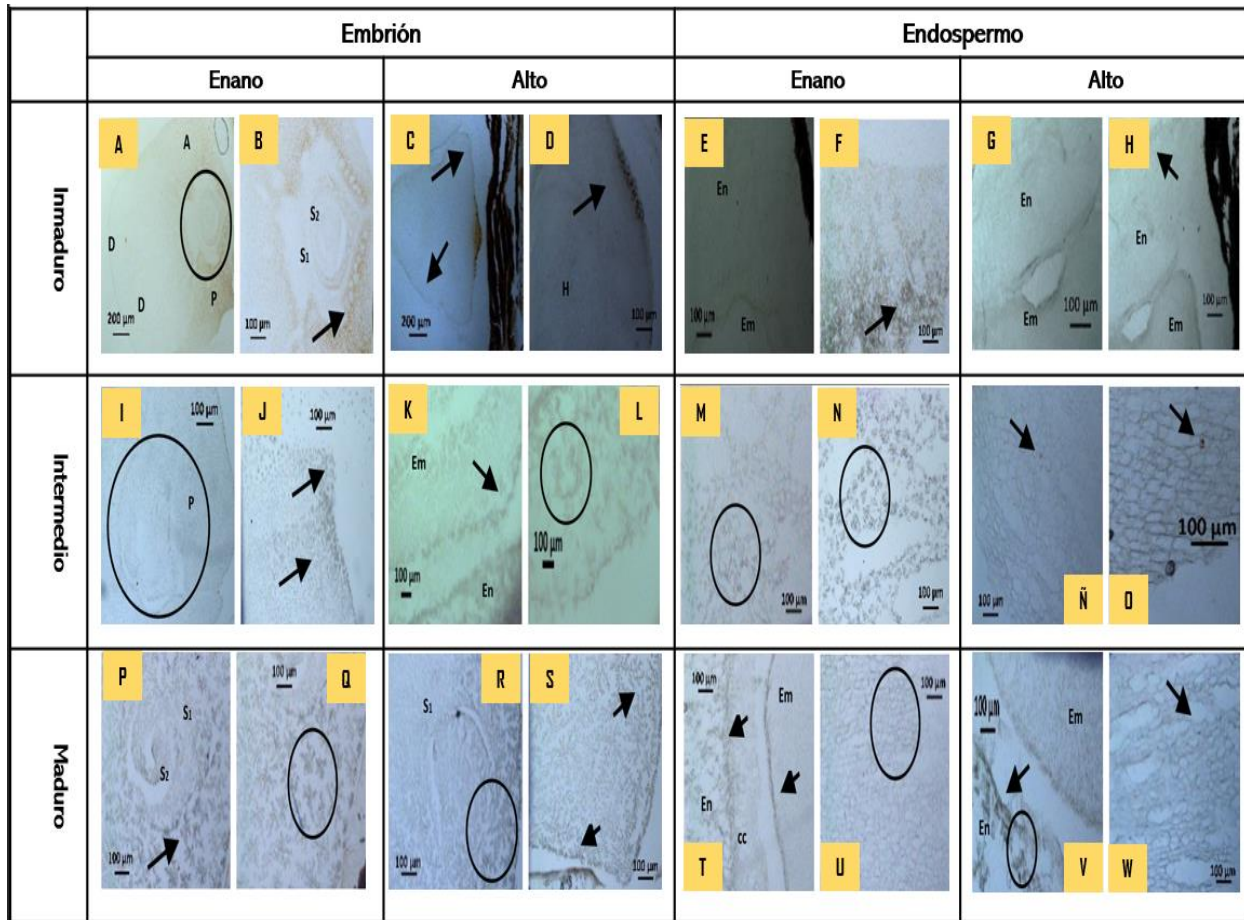 Embrión
Endospermo
Enano
Alto
Enano
Alto
Inmaduro
A
A
D
D
P
200 µm
B
S2
S1
100 µm
C
200 µm
D
H
100 µm
E
En
Em
100 µm
F
100 µm
G
En
Em
100 µm
H
En
Em
100 µm
Intermedio
I
100 µm
P
J
100 µm
K
Em
En
100 µm
L
100 µm
M
100 µm
N
100 µm
Ñ
100 µm
O
100 µm
Maduro
P
S1
S2
100 µm
Q
100 µm
R
S1
100 µm
S
100 µm
T
100 µm
Em
En
cc
U
100 µm
V
100 µm
Em
En
W
100 µm